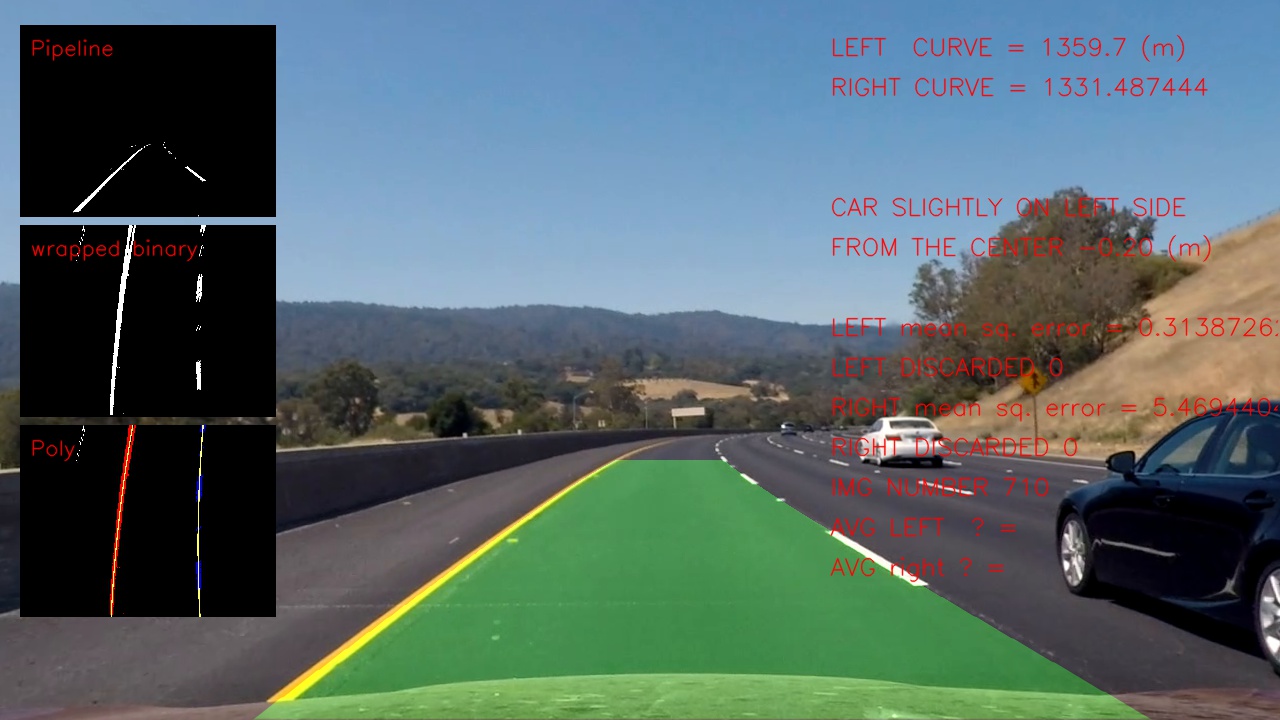 Pipeline
wrapped binary
Poly
LEFT CURVE = 1359.7 (m)
RIGHT CURVE = 1331.487444
CAR SLIGHTLY ON LEFT SIDE
FROM THE CENTER -0.20 (m)
LEFT mean sq. error = 0.3138726.
LEFT DISCARDED 0
RIGHT mean sq. error = 5.469440
RIGHT DISCARDED 0
IMG NUMBER 710
AVG LEFT ? =
AVG right ? =